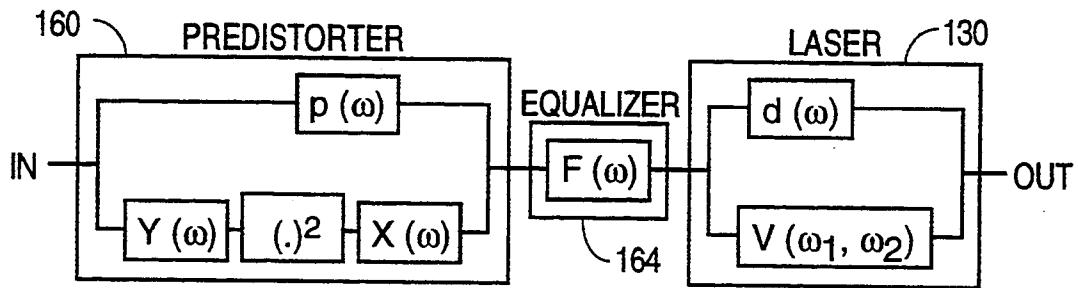 160
PREDISTORTER
LASER
130
p (ω)
EQUALIZER
d (ω)
IN
F (ω)
OUT
Y (ω)
(.)²
X (ω)
164
V (ω₁, ω₂)